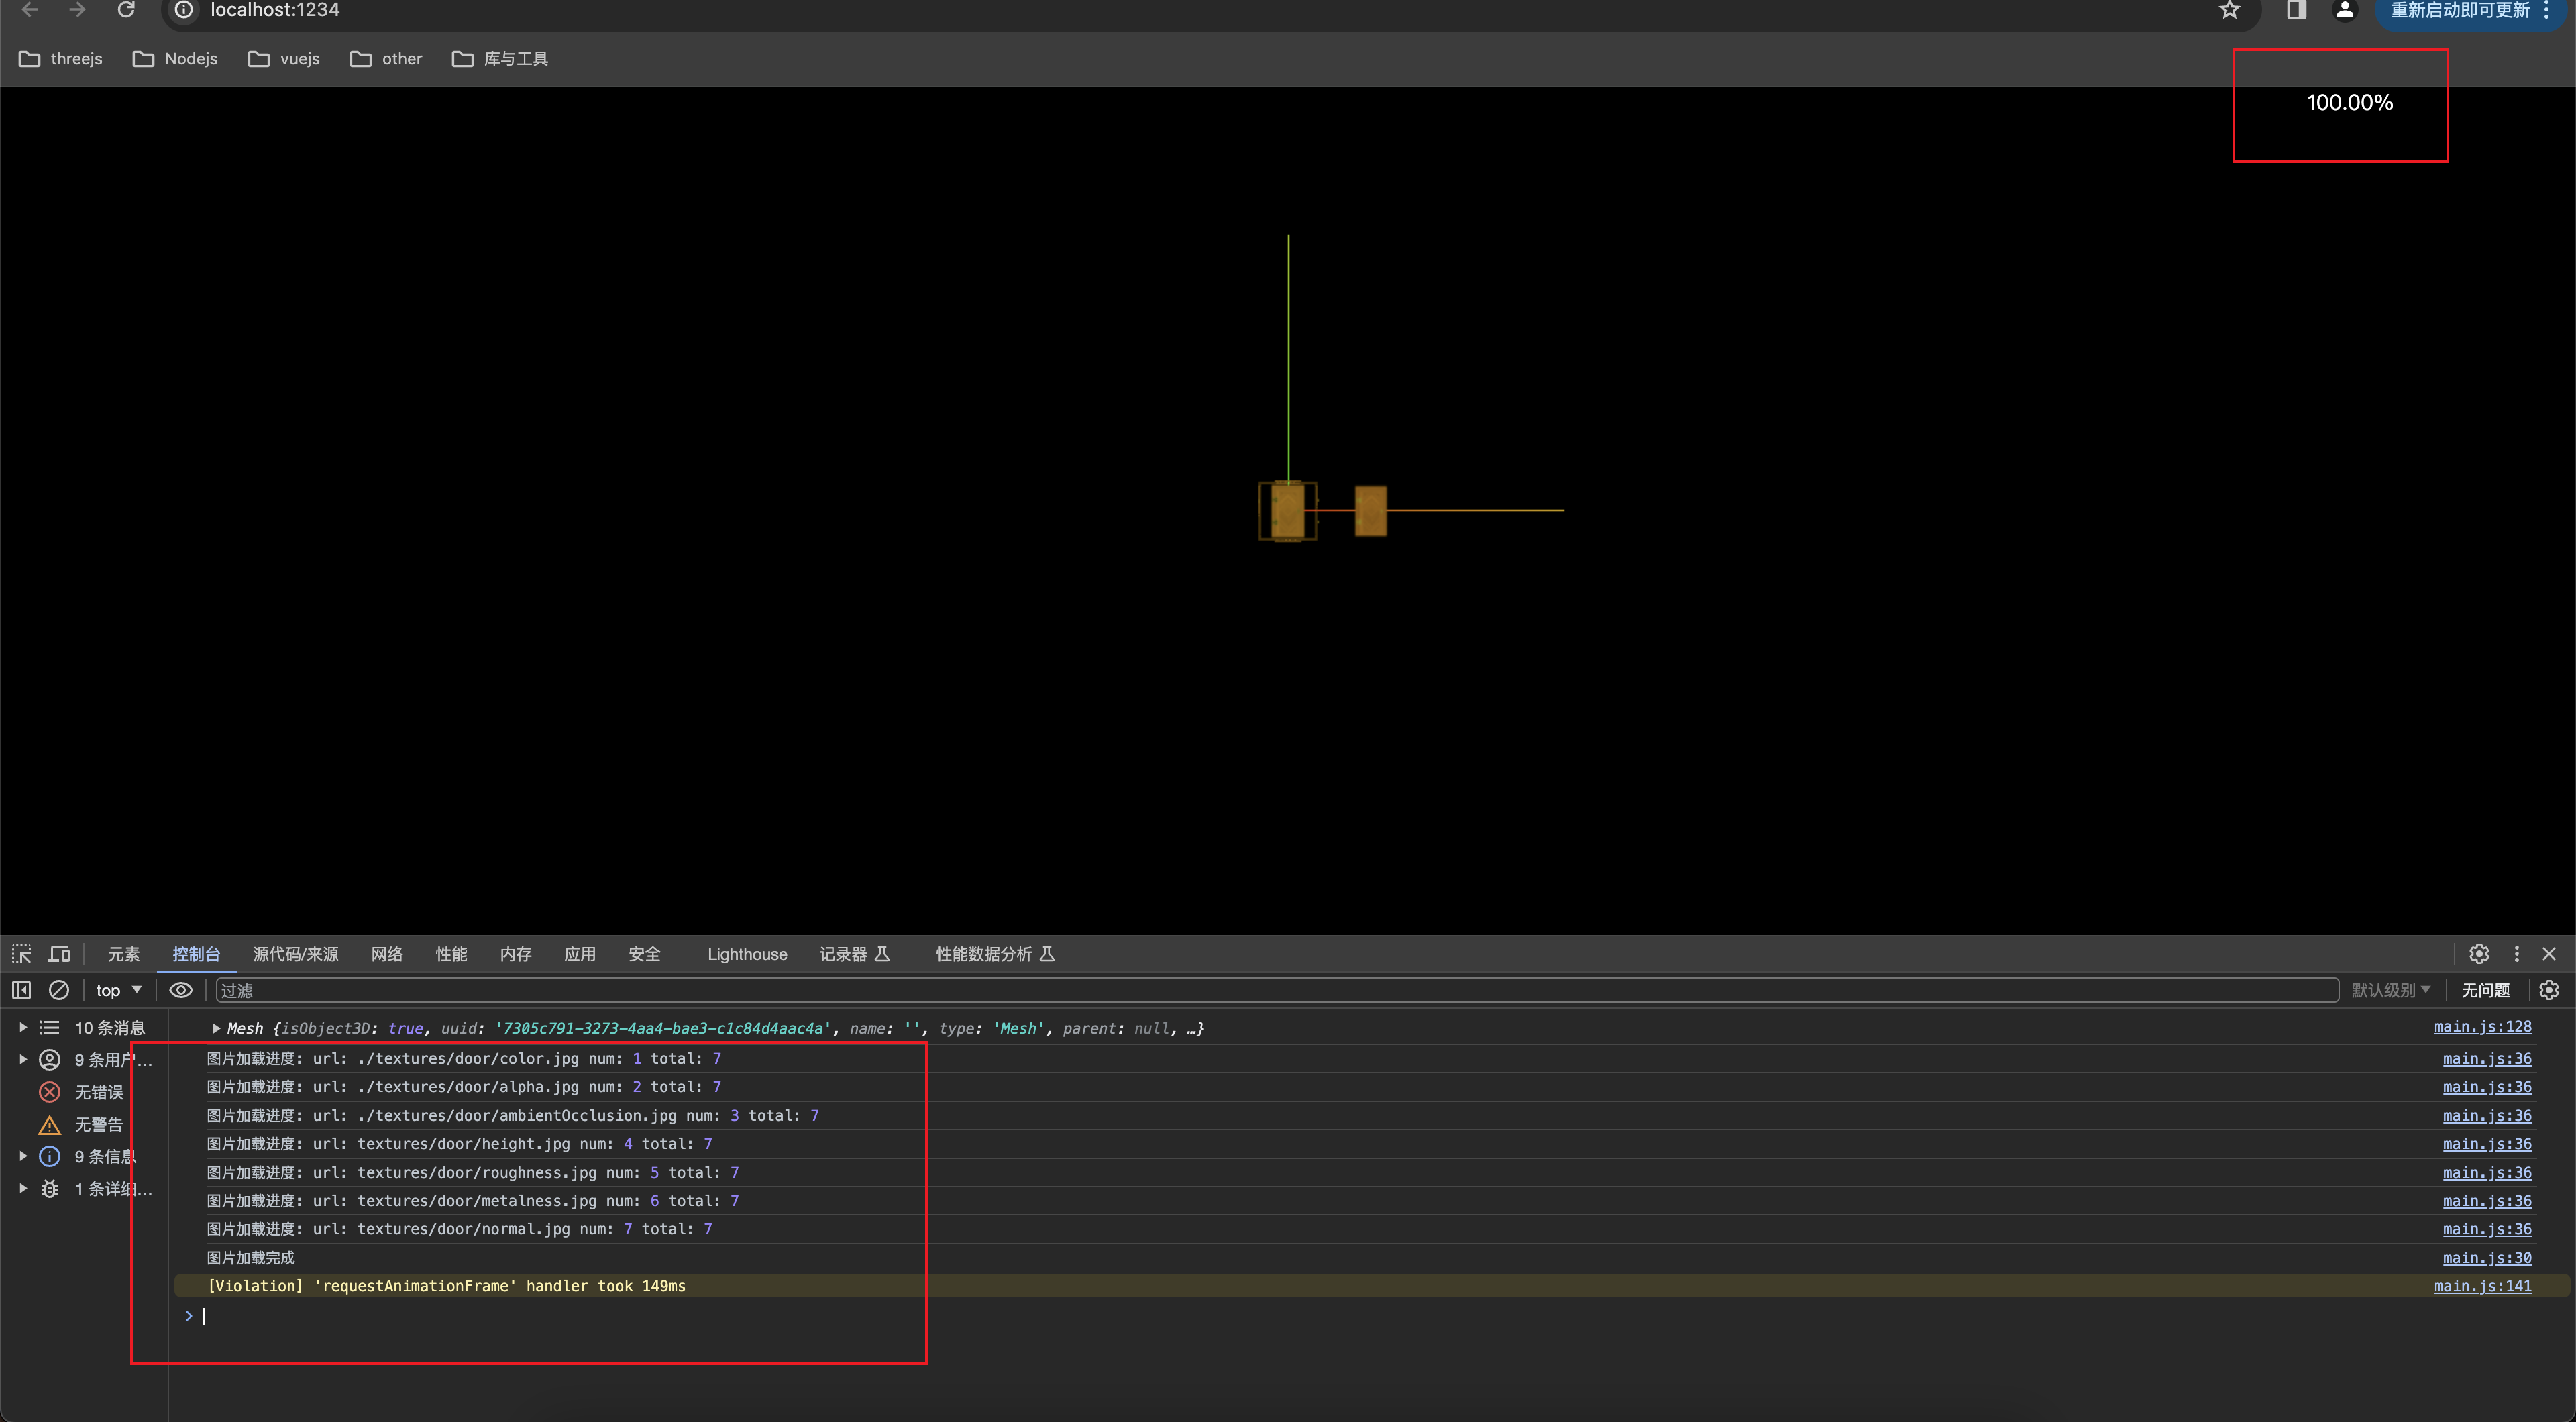 localhost:1234
重新启动即可更新
threejs
Nodejs
vuejs
other
库与工具
100.00%
元素
控制台
源代码/来源
网络
性能
内存
应用
安全
Lighthouse
记录器
性能数据分析
top
过滤
默认级别
无问题
10 条消息
9 条用户…
无错误
无警告
9 条信息
1 条详细…
Mesh {isObject3D: true, uuid: '7305c791-3273-4aa4-bae3-c1c84d4aac4a', name: '', type: 'Mesh', parent: null, …} main.js:128
图片加载进度: url: ./textures/door/color.jpg num: 1 total: 7 main.js:36
图片加载进度: url: ./textures/door/alpha.jpg num: 2 total: 7 main.js:36
图片加载进度: url: ./textures/door/ambientOcclusion.jpg num: 3 total: 7 main.js:36
图片加载进度: url: textures/door/height.jpg num: 4 total: 7 main.js:36
图片加载进度: url: textures/door/roughness.jpg num: 5 total: 7 main.js:36
图片加载进度: url: textures/door/metalness.jpg num: 6 total: 7 main.js:36
图片加载进度: url: textures/door/normal.jpg num: 7 total: 7 main.js:36
图片加载完成 main.js:30
[Violation] 'requestAnimationFrame' handler took 149ms main.js:141